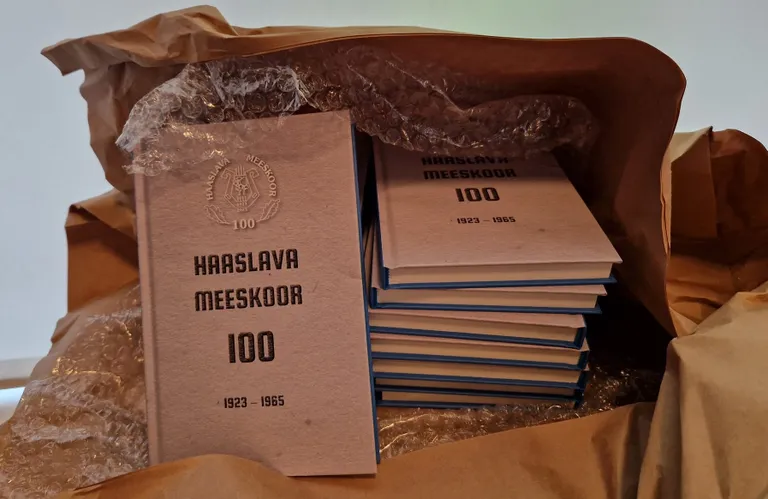 HAASLAVA MEESKOOR
100
HAASLAVA
MEESKOOR
100
1923 – 1965
HAASLAVA
MEESKOOR
100
1923 – 1965